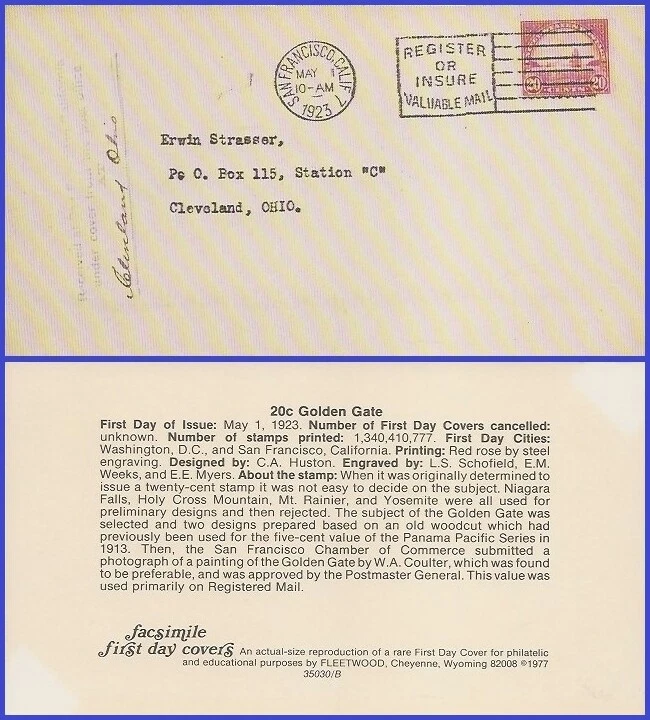 SAN FRANCISCO, CALIF. 7
MAY 1
10-AM
1923
REGISTER
OR
INSURE
VALUABLE MAIL
20 CENTS 20
under cover from
Cleveland Ohio
Erwin Strasser,
Po O. Box 115, Station "C"
Cleveland, OHIO.
20c Golden Gate
First Day of Issue: May 1, 1923. Number of First Day Covers cancelled:
unknown. Number of stamps printed: 1,340,410,777. First Day Cities:
Washington, D.C., and San Francisco, California. Printing: Red rose by steel
engraving. Designed by: C.A. Huston. Engraved by: L.S. Schofield, E.M.
Weeks, and E.E. Myers. About the stamp: When it was originally determined to
issue a twenty-cent stamp it was not easy to decide on the subject. Niagara
Falls, Holy Cross Mountain, Mt. Rainier, and Yosemite were all used for
preliminary designs and then rejected. The subject of the Golden Gate was
selected and two designs prepared based on an old woodcut which had
previously been used for the five-cent value of the Panama Pacific Series in
1913. Then, the San Francisco Chamber of Commerce submitted a
photograph of a painting of the Golden Gate by W.A. Coulter, which was found
to be preferable, and was approved by the Postmaster General. This value was
used primarily on Registered Mail.
facsimile
first day covers An actual-size reproduction of a rare First Day Cover for philatelic
and educational purposes by FLEETWOOD, Cheyenne, Wyoming 82008 ©1977
35030/B